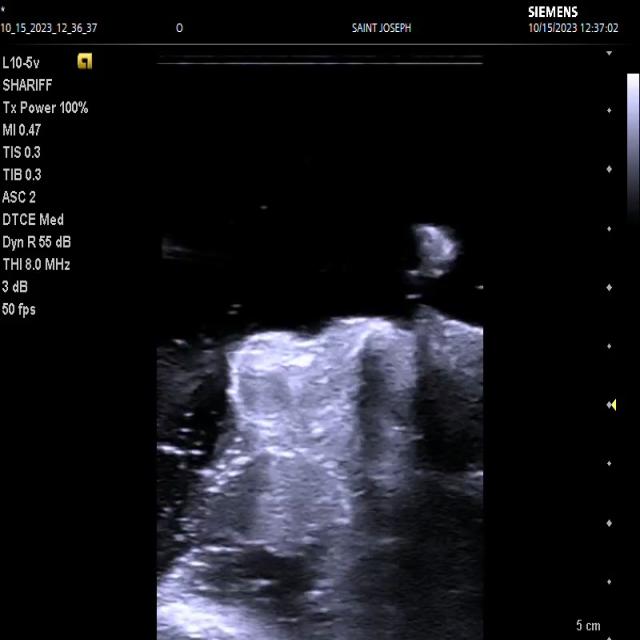 *
SIEMENS
10_15_2023_12_36_37 O SAINT JOSEPH 10/15/2023 12:37:02
L10-5v
SHARIFF
Tx Power 100%
MI 0.47
TIS 0.3
TIB 0.3
ASC 2
DTCE Med
Dyn R 55 dB
THI 8.0 MHz
3 dB
50 fps
5 cm